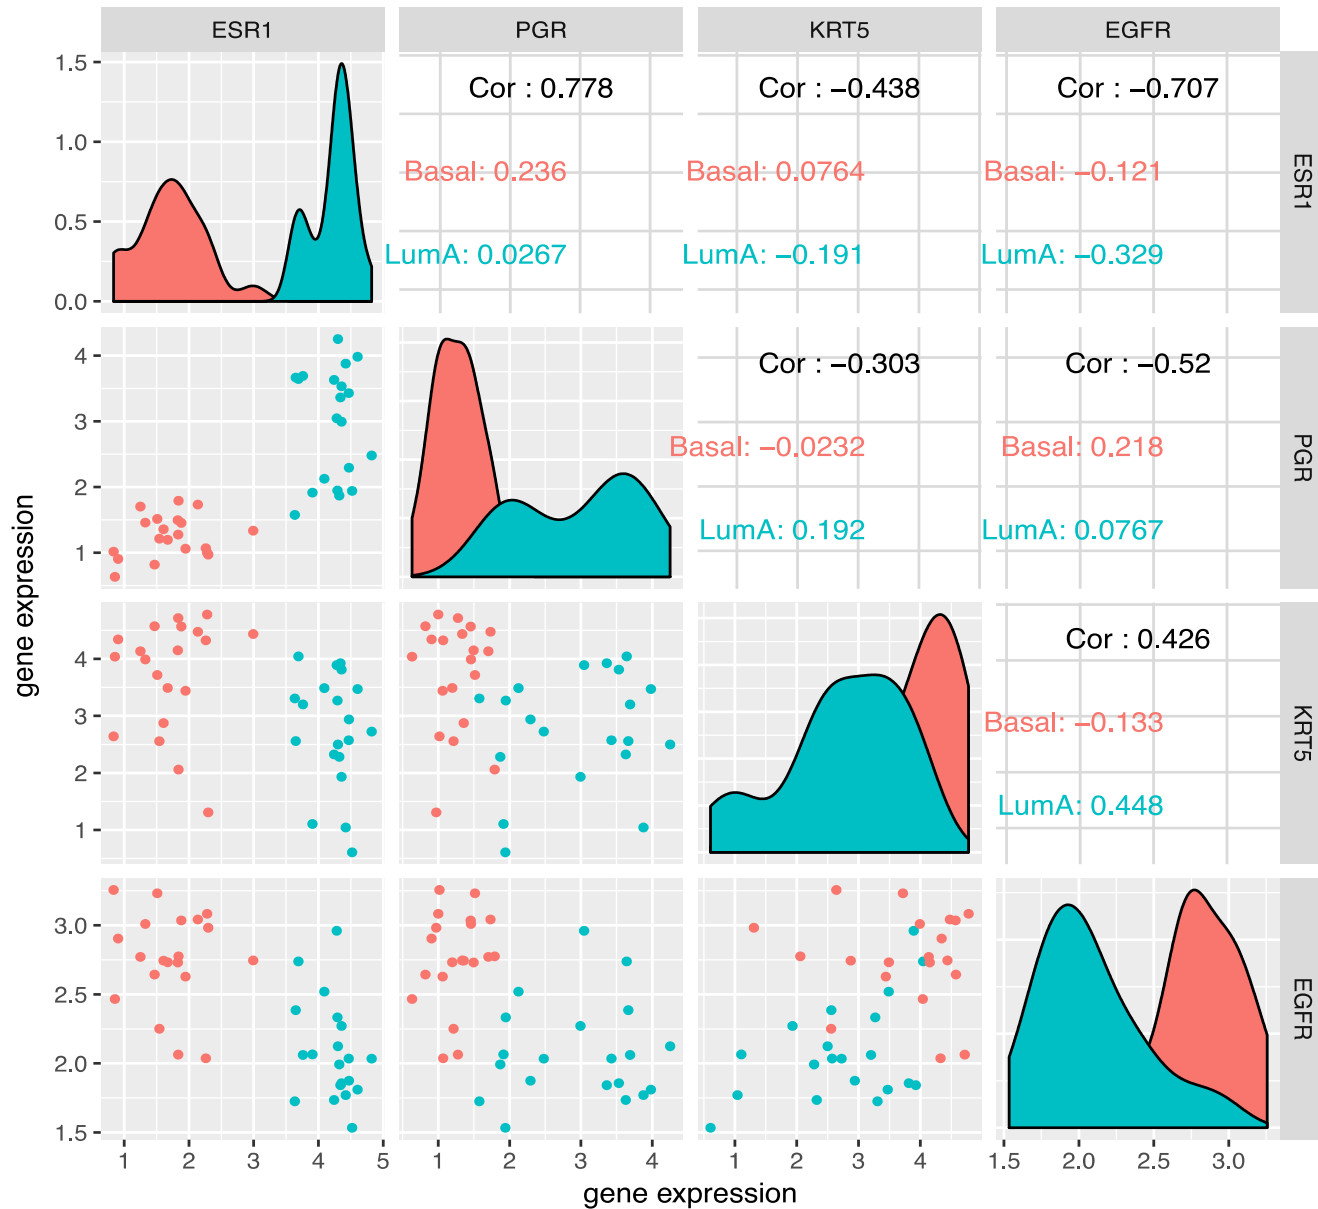 ESR1 PGR KRT5 EGFR
1.5
Cor : 0.778 Cor : −0.438 Cor : −0.707
1.0
Basal: 0.236 Basal: 0.0764 Basal: −0.121
ESR1
0.5
LumA: 0.0267 LumA: −0.191 LumA: −0.329
0.0
4
Cor : −0.303 Cor : −0.52
3
Basal: −0.0232 Basal: 0.218
PGR
2
LumA: 0.192 LumA: 0.0767
1
gene expression
4
Cor : 0.426
3
Basal: −0.133
KRT5
2
LumA: 0.448
1
3.0
2.5
EGFR
2.0
1.5
1 2 3 4 5 1 2 3 4 1 2 3 4 1.5 2.0 2.5 3.0
gene expression